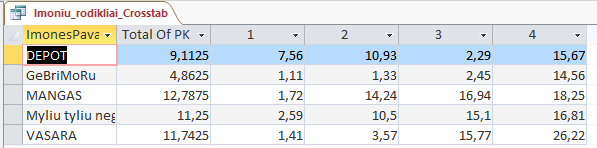 Imoniu_rodikliai_Crosstab
ImonesPava Total Of PK 1 2 3 4
DEPOT 9,1125 7,56 10,93 2,29 15,67
GeBriMoRu 4,8625 1,11 1,33 2,45 14,56
MANGAS 12,7875 1,72 14,24 16,94 18,25
Myliu tyliu neg 11,25 2,59 10,5 15,1 16,81
VASARA 11,7425 1,41 3,57 15,77 26,22